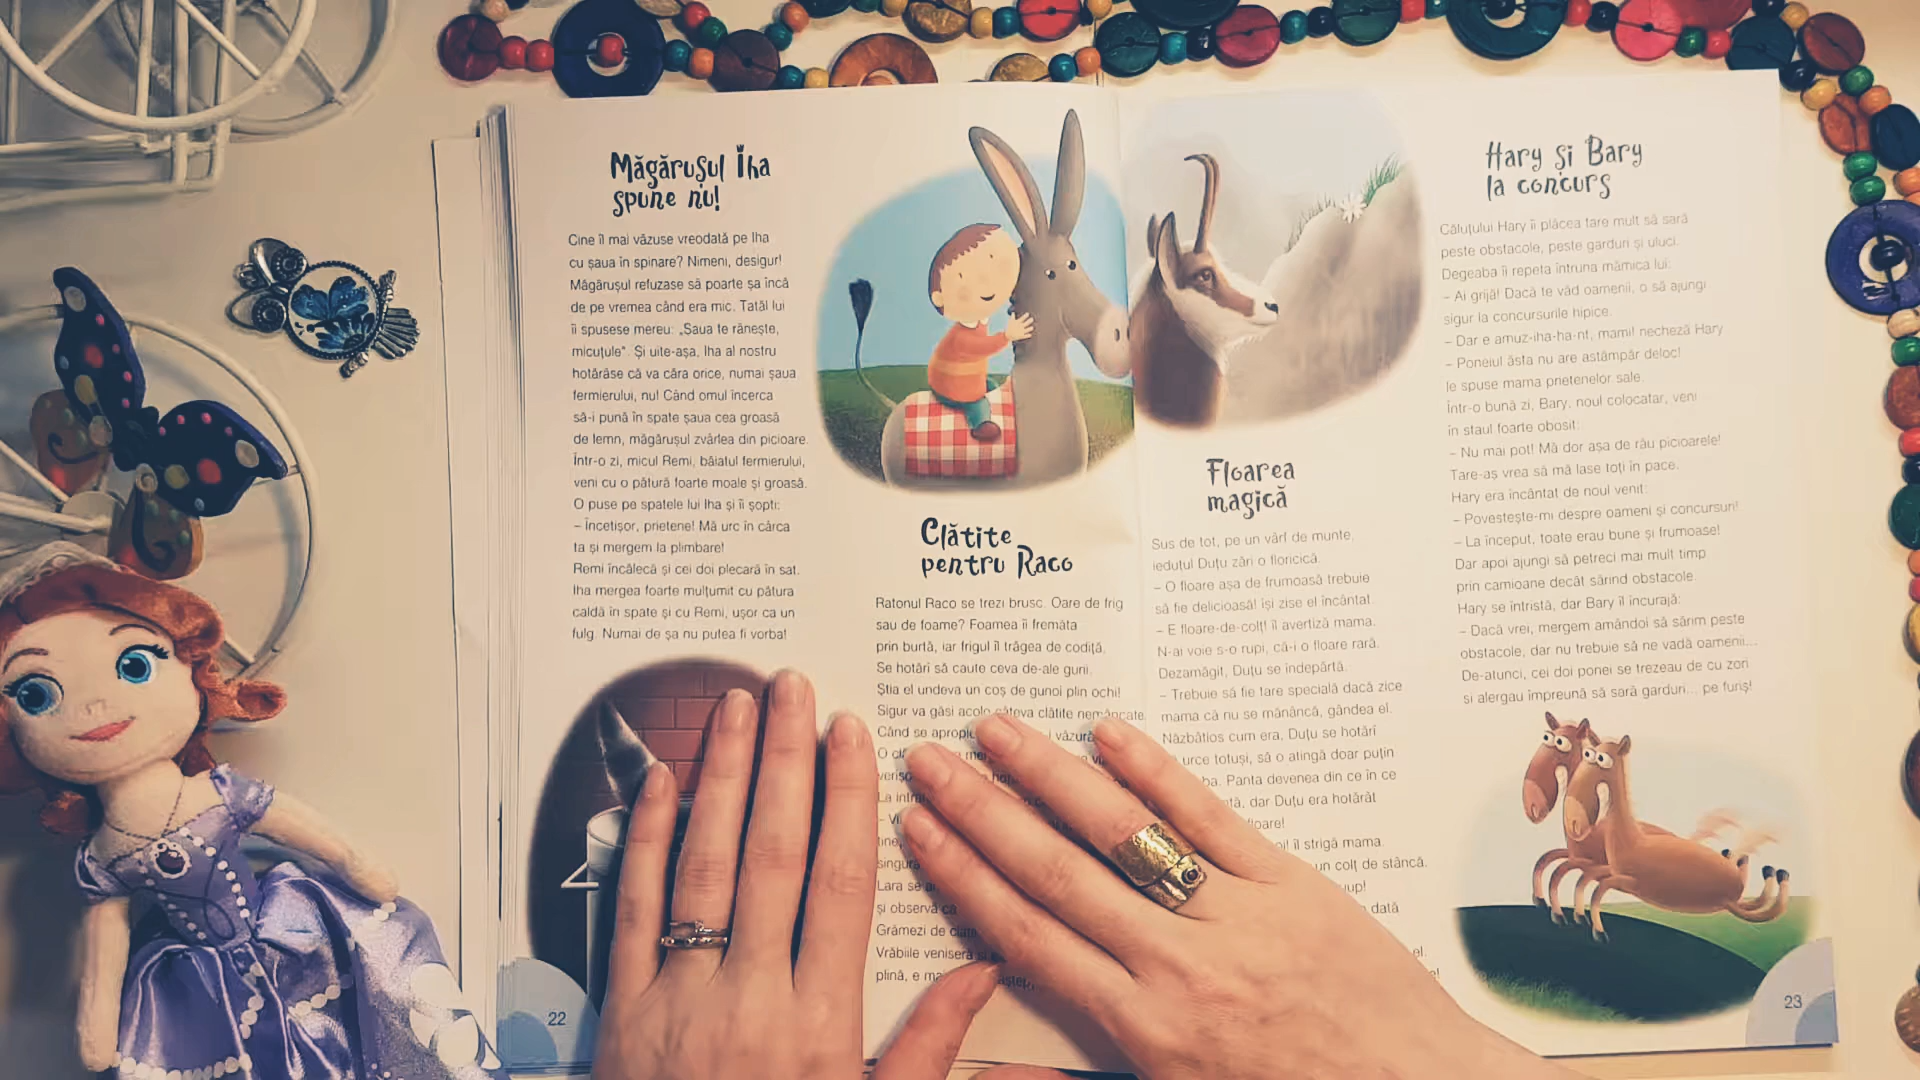 Măgărușul Iha
spune nu!
Cine îl mai văzuse vreodată pe Iha
cu șaua în spinare? Nimeni, desigur!
Măgărușul refuzase să poarte șa încă
de pe vremea când era mic. Tatăl lui
îi spusese mereu: „Șaua te rănește,
micuțule”. Și uite-așa, Iha al nostru
hotărâse că va căra orice, numai șaua
fermierului, nu! Când omul încerca
să-i pună în spate șaua cea groasă
de lemn, măgărușul zvârlea din picioare.
Într-o zi, micul Remi, băiatul fermierului,
veni cu o pătură foarte moale și groasă.
O puse pe spatele lui Iha și îi șopti:
– Încetișor, prietene! Mă urc în cârca
ta și mergem la plimbare!
Remi încălecă și cei doi plecară în sat.
Iha mergea foarte mulțumit cu pătura
caldă în spate și cu Remi, ușor ca un
fulg. Numai de șa nu putea fi vorba!
22
Clătite
pentru Raco
Ratonul Raco se trezi brusc. Oare de frig
sau de foame? Foamea îi fremăta
prin burtă, iar frigul îl trăgea de codiță.
Se hotărî să caute ceva de-ale gurii.
Știa el undeva un coș de gunoi plin ochi!
Sigur va găsi acolo câteva clătite nemâncate.
Când se apropie văzură
O
La
tine,
Lara se
și observă că
Grămezi de
Vrăbiile veniseră
plină, e
Floarea
magică
Sus de tot, pe un vârf de munte,
ieduțul Duțu zări o floricică.
– O floare așa de frumoasă trebuie
să fie delicioasă! își zise el încântat.
– E floare-de-colț! îl avertiză mama.
N-ai voie s-o rupi, că-i o floare rară.
Dezamăgit, Duțu se îndepărtă.
– Trebuie să fie tare specială dacă zice
mama că nu se mănâncă, gândea el.
Năzbâtios cum era, Duțu se hotărî
urce totuși, să o atingă doar puțin
Panta devenea din ce în ce
dar Duțu era hotărât
îl strigă mama.
un colț de stâncă.
dată
el.
Hary și Bary
la concurs
Căluțului Hary îi plăcea tare mult să sară
peste obstacole, peste garduri și uluci.
Degeaba îi repeta întruna mămica lui:
– Ai grijă! Dacă te văd oamenii, o să ajungi
sigur la concursurile hipice.
– Dar e amuz-iha-ha-nt, mami! necheză Hary
– Poneiul ăsta nu are astâmpăr deloc!
le spuse mama prietenelor sale.
Într-o bună zi, Bary, noul colocatar, veni
în staul foarte obosit:
– Nu mai pot! Mă dor așa de rău picioarele!
Tare-aș vrea să mă lase toți în pace.
Hary era încântat de noul venit:
– Povestește-mi despre oameni și concursuri!
– La început, toate erau bune și frumoase!
Dar apoi ajungi să petreci mai mult timp
prin camioane decât sărind obstacole.
Hary se întristă, dar Bary îl încurajă:
– Dacă vrei, mergem amândoi să sărim peste
obstacole, dar nu trebuie să ne vadă oamenii...
De-atunci, cei doi ponei se trezeau de cu zori
și alergau împreună să sară garduri... pe furiș!
23